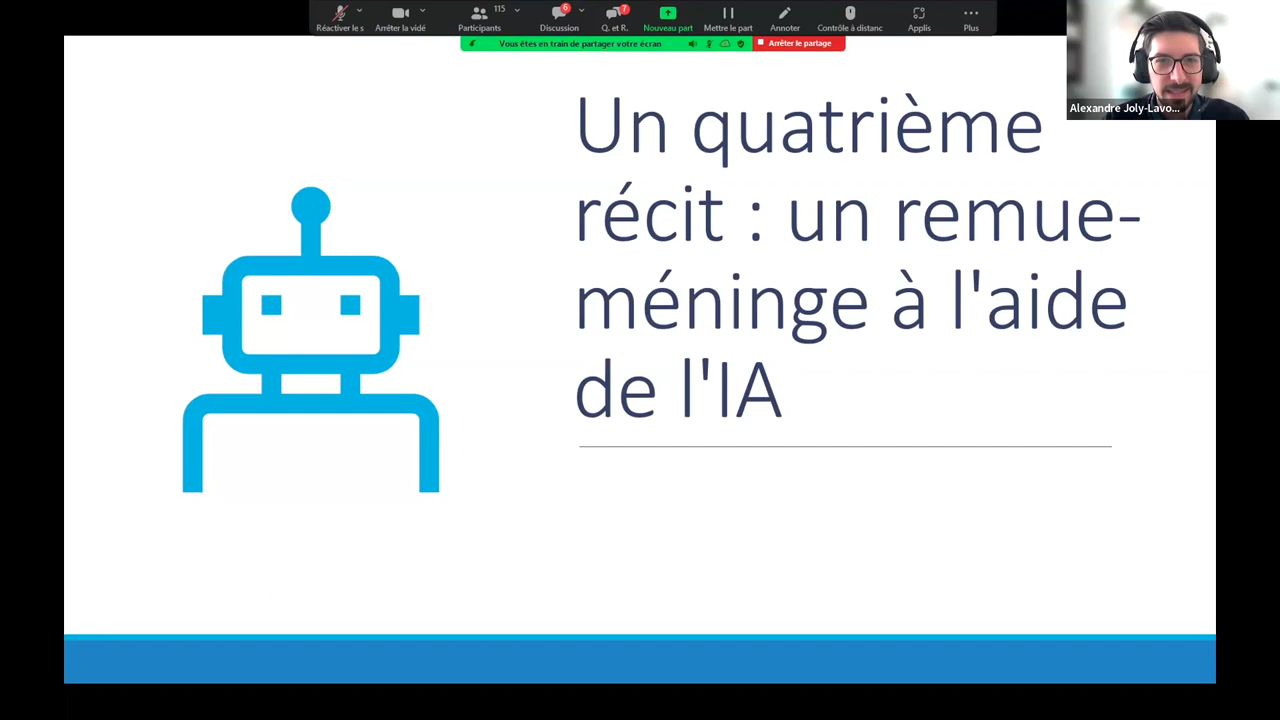 115
6
7
Réactiver le s
Arrêter la vidé
Participants
Discussion
Q. et R.
Nouveau part
Mettre le part
Annoter
Contrôle à distanc
Applis
Plus
Vous êtes en train de partager votre écran
Arrêter le partage
Alexandre Joly-Lavo...
Un quatrième
récit : un remue-
méninge à l'aide
de l'IA